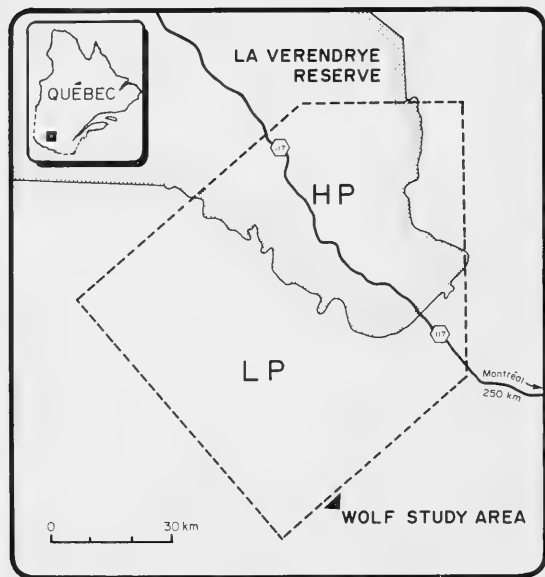 LA VERENDRYE
RESERVE
QUÉBEC
117
HP
117
LP
Montréal
250 km
WOLF STUDY AREA
0 30 km